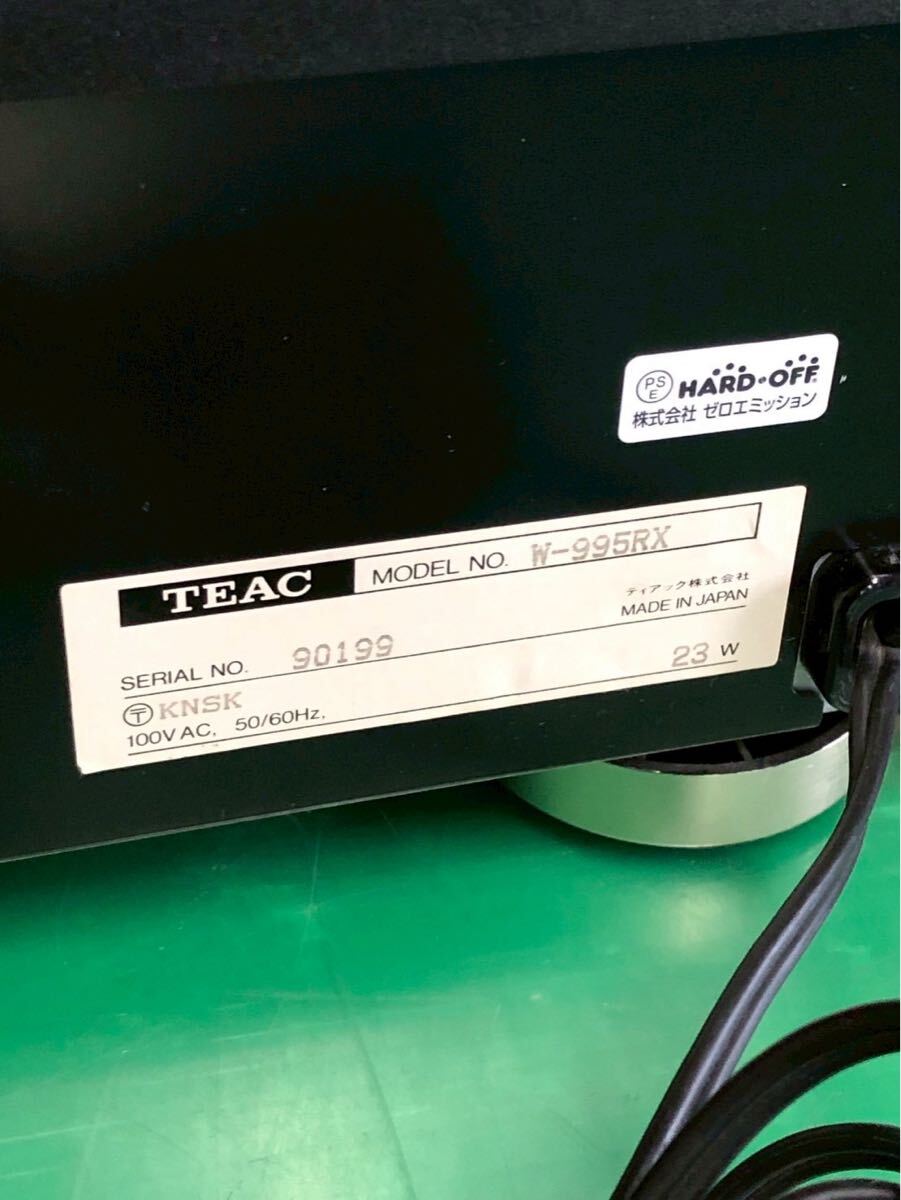 PS E HARD・OFF
株式会社 ゼロエミッション
TEAC MODEL NO. W-995RX
ティアック株式会社
MADE IN JAPAN
SERIAL NO. 90199
〒 KNSK
100V AC, 50/60Hz, 23 W